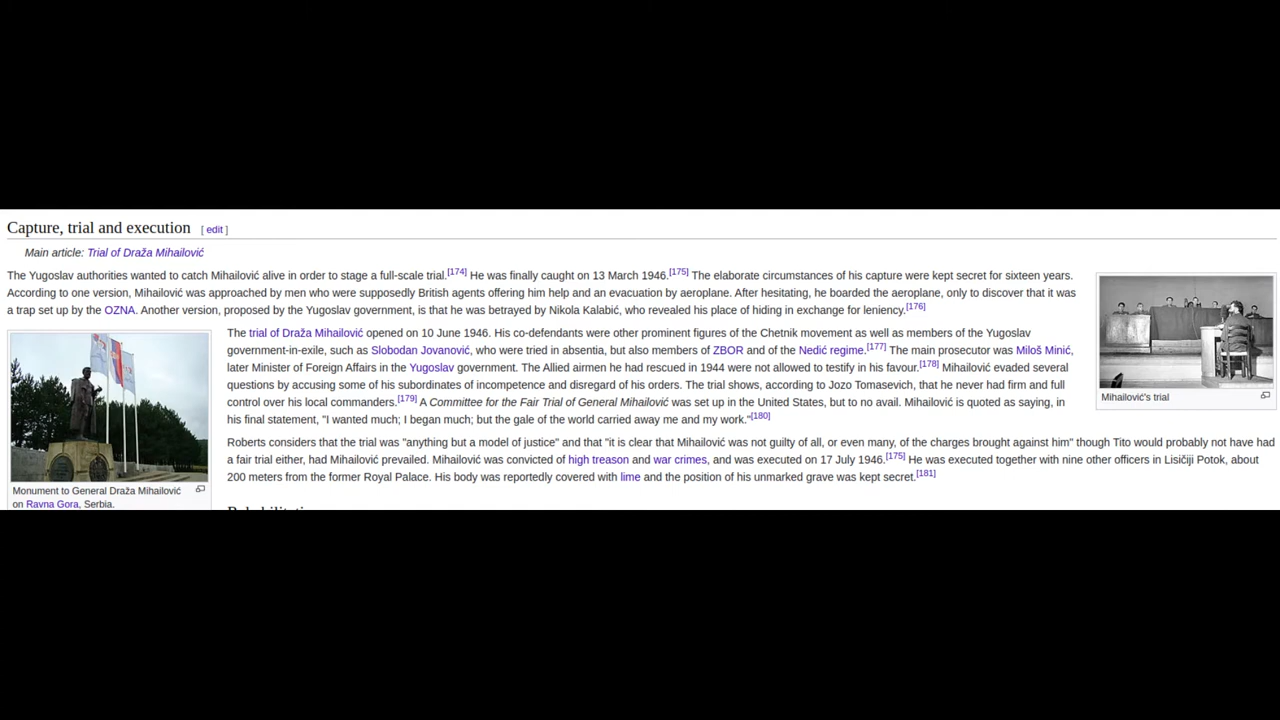 Capture, trial and execution [ edit ]
Main article: Trial of Draža Mihailović
The Yugoslav authorities wanted to catch Mihailović alive in order to stage a full-scale trial.[174] He was finally caught on 13 March 1946.[175] The elaborate circumstances of his capture were kept secret for sixteen years.
According to one version, Mihailović was approached by men who were supposedly British agents offering him help and an evacuation by aeroplane. After hesitating, he boarded the aeroplane, only to discover that it was
a trap set up by the OZNA. Another version, proposed by the Yugoslav government, is that he was betrayed by Nikola Kalabić, who revealed his place of hiding in exchange for leniency.[176]
The trial of Draža Mihailović opened on 10 June 1946. His co-defendants were other prominent figures of the Chetnik movement as well as members of the Yugoslav
government-in-exile, such as Slobodan Jovanović, who were tried in absentia, but also members of ZBOR and of the Nedić regime.[177] The main prosecutor was Miloš Minić,
later Minister of Foreign Affairs in the Yugoslav government. The Allied airmen he had rescued in 1944 were not allowed to testify in his favour.[178] Mihailović evaded several
questions by accusing some of his subordinates of incompetence and disregard of his orders. The trial shows, according to Jozo Tomasevich, that he never had firm and full
control over his local commanders.[179] A Committee for the Fair Trial of General Mihailović was set up in the United States, but to no avail. Mihailović is quoted as saying, in
his final statement, "I wanted much; I began much; but the gale of the world carried away me and my work."[180]
Mihailović's trial
Roberts considers that the trial was "anything but a model of justice" and that "it is clear that Mihailović was not guilty of all, or even many, of the charges brought against him" though Tito would probably not have had
a fair trial either, had Mihailović prevailed. Mihailović was convicted of high treason and war crimes, and was executed on 17 July 1946.[175] He was executed together with nine other officers in Lisičiji Potok, about
200 meters from the former Royal Palace. His body was reportedly covered with lime and the position of his unmarked grave was kept secret.[181]
Monument to General Draža Mihailović
on Ravna Gora, Serbia.